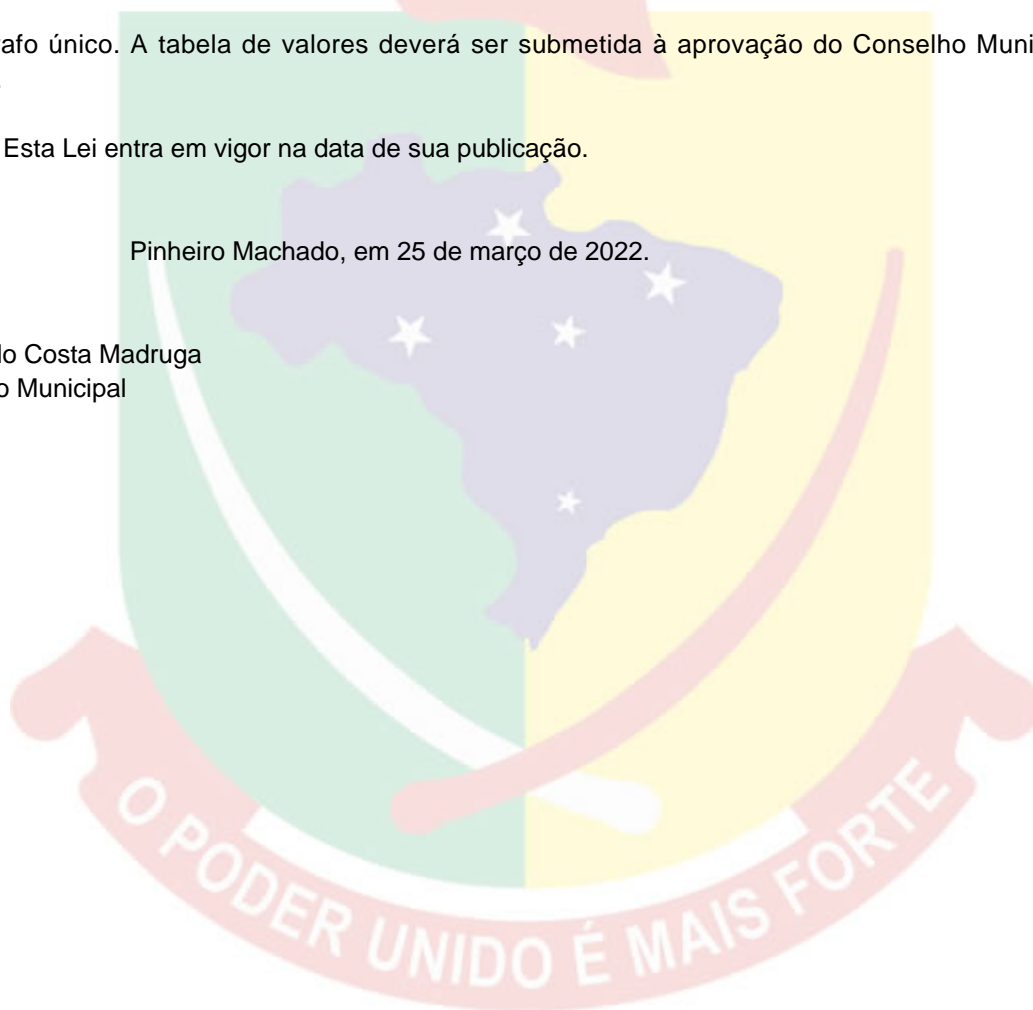 afo único. A tabela de valores deverá ser submetida à aprovação do Conselho Muni
Esta Lei entra em vigor na data de sua publicação.
Pinheiro Machado, em 25 de março de 2022.
lo Costa Madruga
o Municipal
O PODER UNIDO É MAIS FORTE